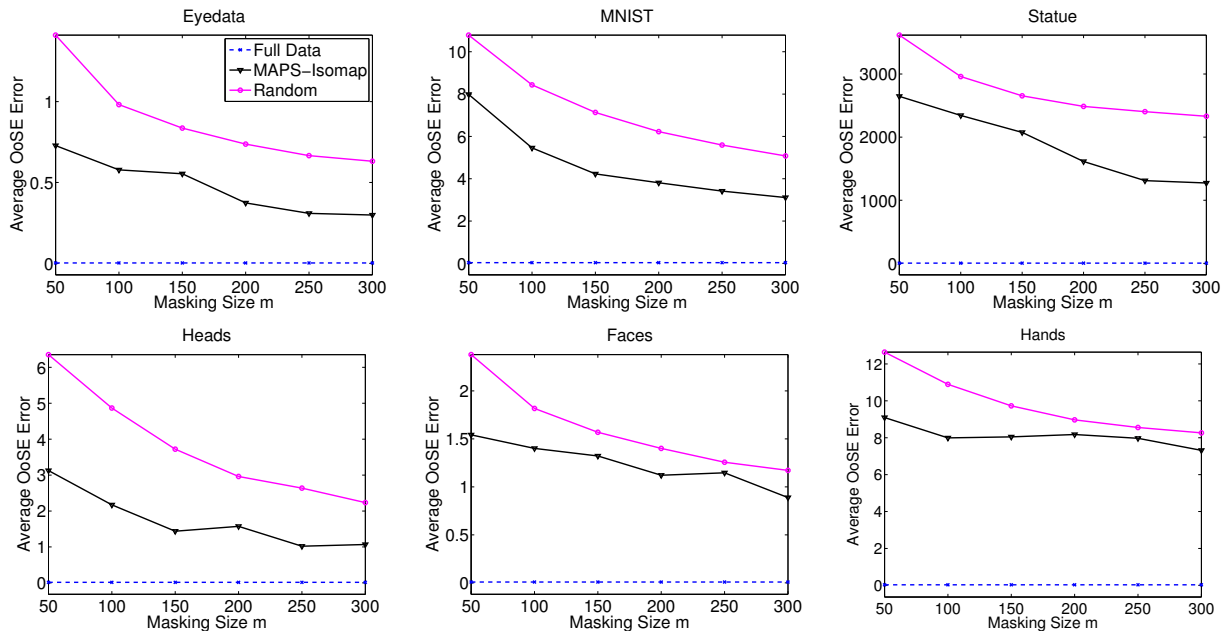 Eyedata
1
0.5
0
50 100 150 200 250 300
Masking Size m
Average OoSE Error
Full Data
MAPS-Isomap
Random
MNIST
10
8
6
4
2
0
50 100 150 200 250 300
Masking Size m
Average OoSE Error
Statue
3000
2000
1000
0
50 100 150 200 250 300
Masking Size m
Average OoSE Error
Heads
6
5
4
3
2
1
0
50 100 150 200 250 300
Masking Size m
Average OoSE Error
Faces
2
1.5
1
0.5
0
50 100 150 200 250 300
Masking Size m
Average OoSE Error
Hands
12
10
8
6
4
2
0
50 100 150 200 250 300
Masking Size m
Average OoSE Error